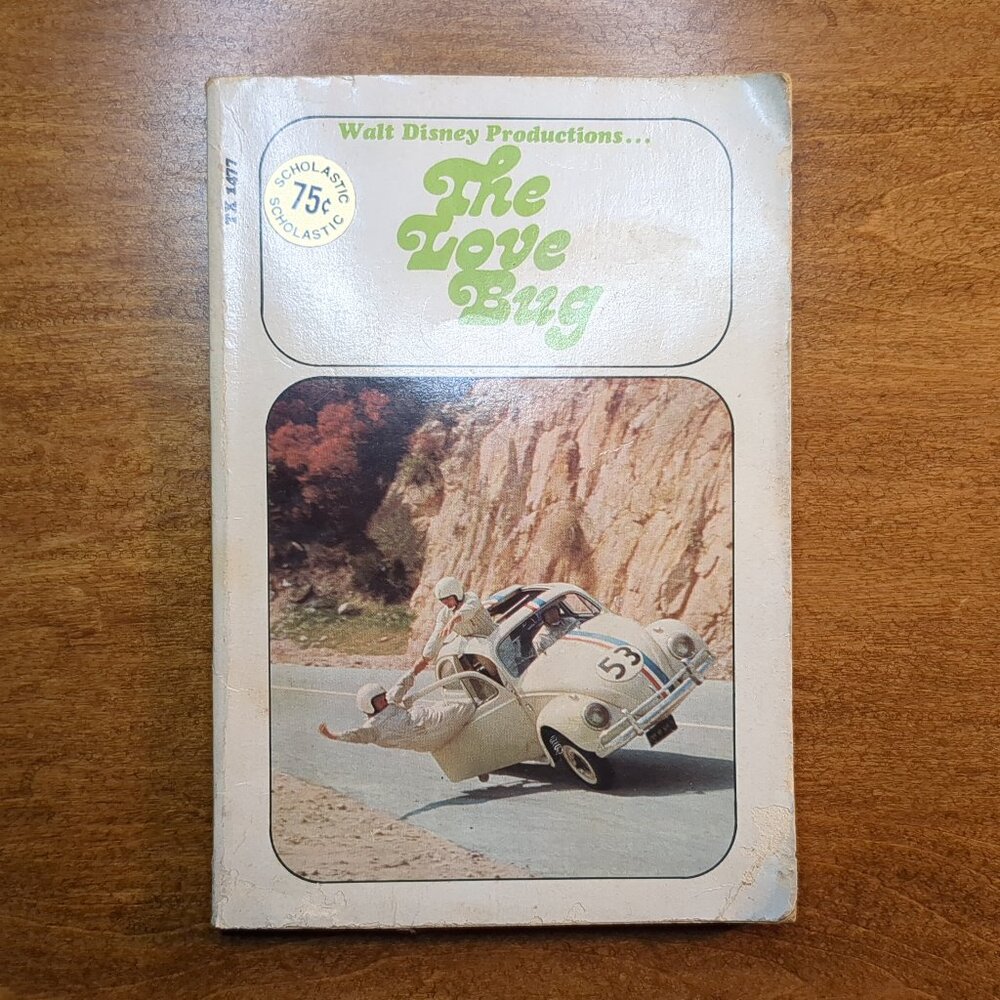 Walt Disney Productions...
The
Love
Bug
SCHOLASTIC
75¢
SCHOLASTIC
TX 1477
53